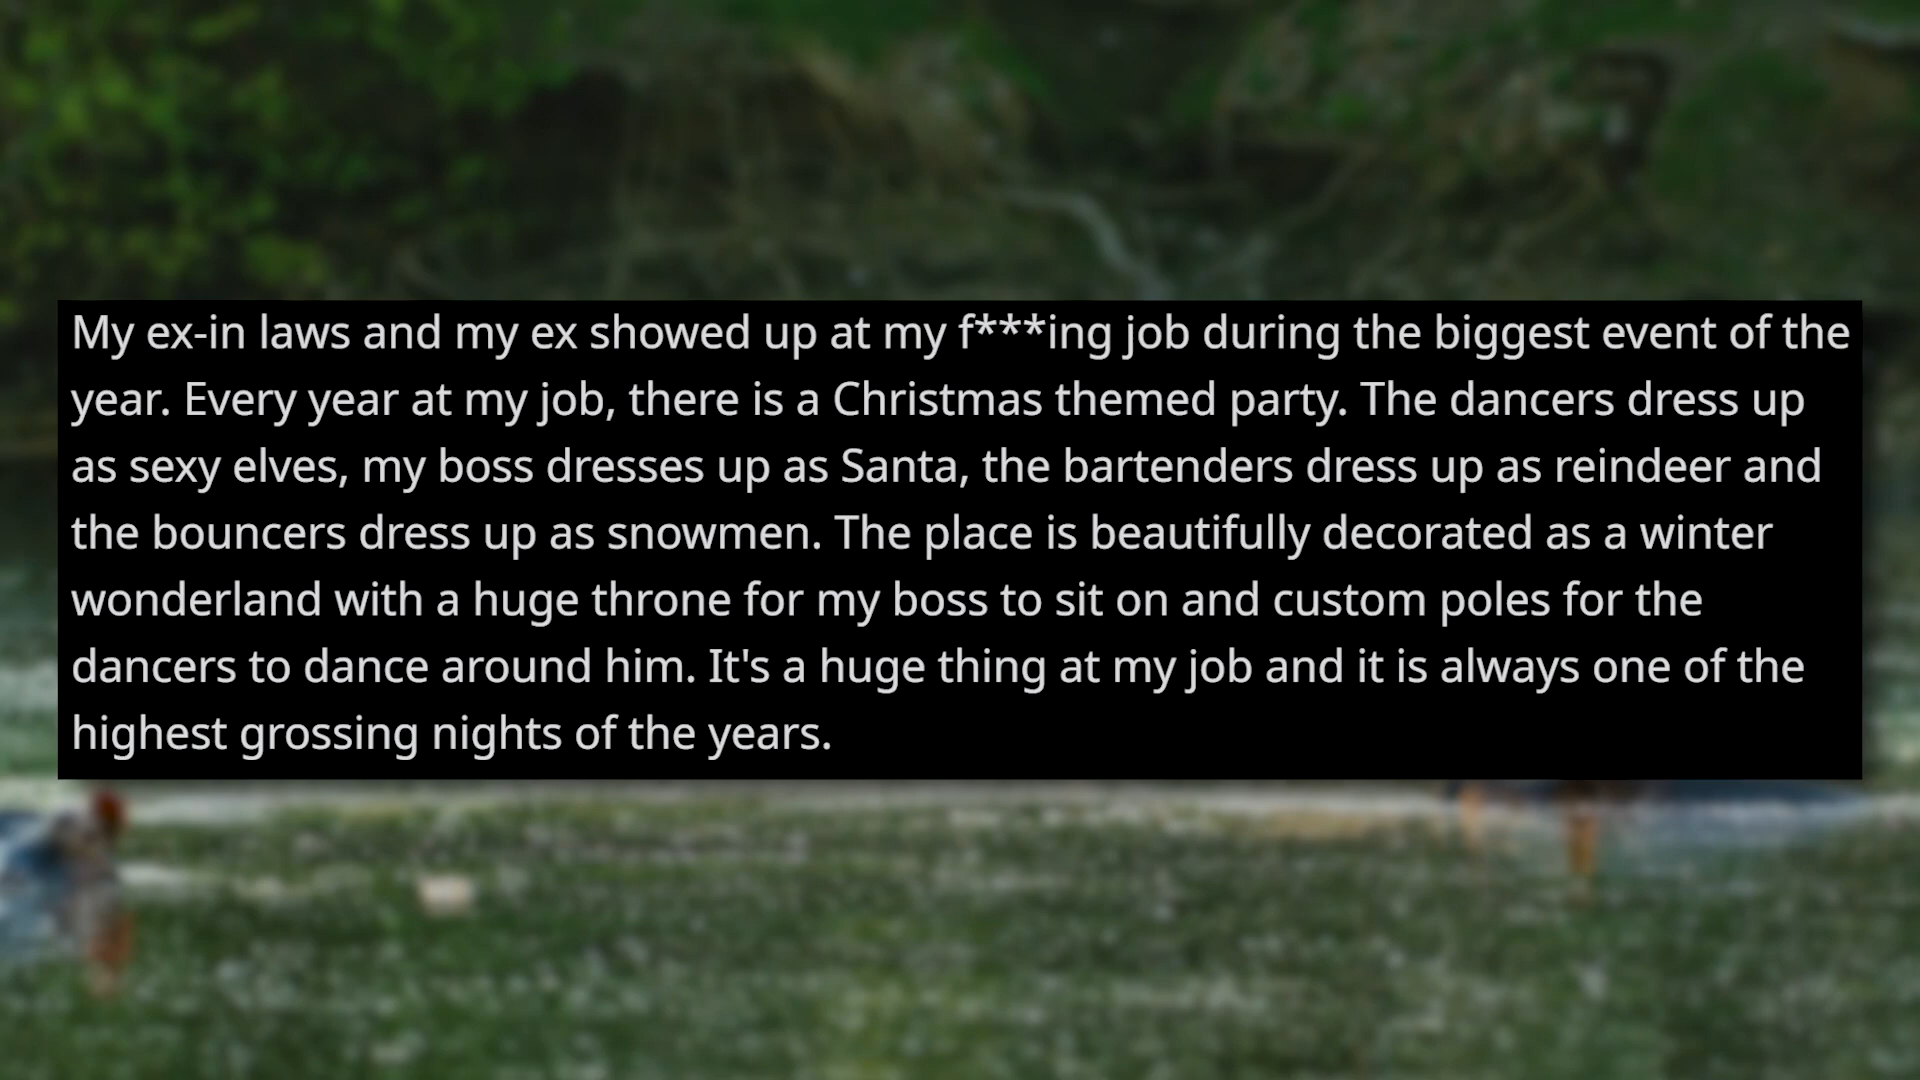 My ex-in laws and my ex showed up at my f***ing job during the biggest event of the
year. Every year at my job, there is a Christmas themed party. The dancers dress up
as sexy elves, my boss dresses up as Santa, the bartenders dress up as reindeer and
the bouncers dress up as snowmen. The place is beautifully decorated as a winter
wonderland with a huge throne for my boss to sit on and custom poles for the
dancers to dance around him. It's a huge thing at my job and it is always one of the
highest grossing nights of the years.